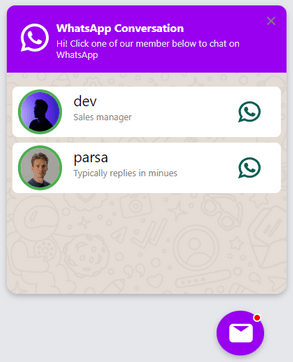 WhatsApp Conversation
Hi! Click one of our member below to chat on
WhatsApp
dev
Sales manager
parsa
Typically replies in minues